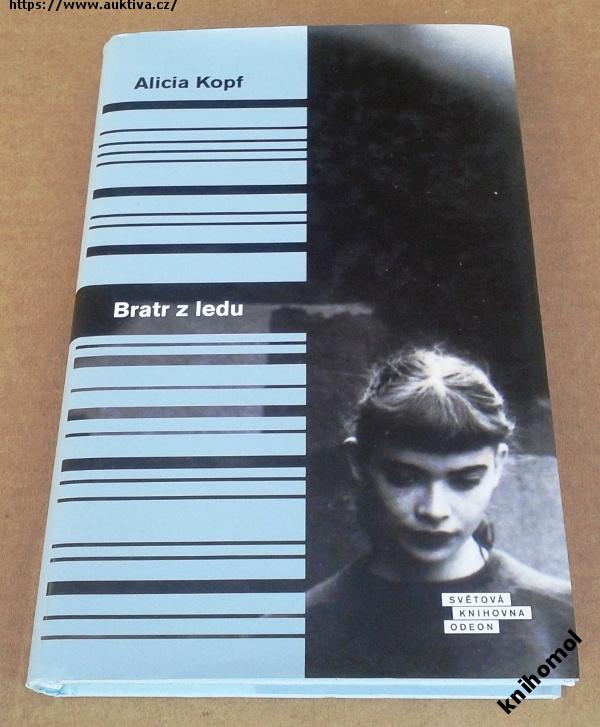 https://www.auktiva.cz/
Alicia Kopf
Bratr z ledu
SVĚTOVÁ
KNIHOVNA
ODEON
knihomol